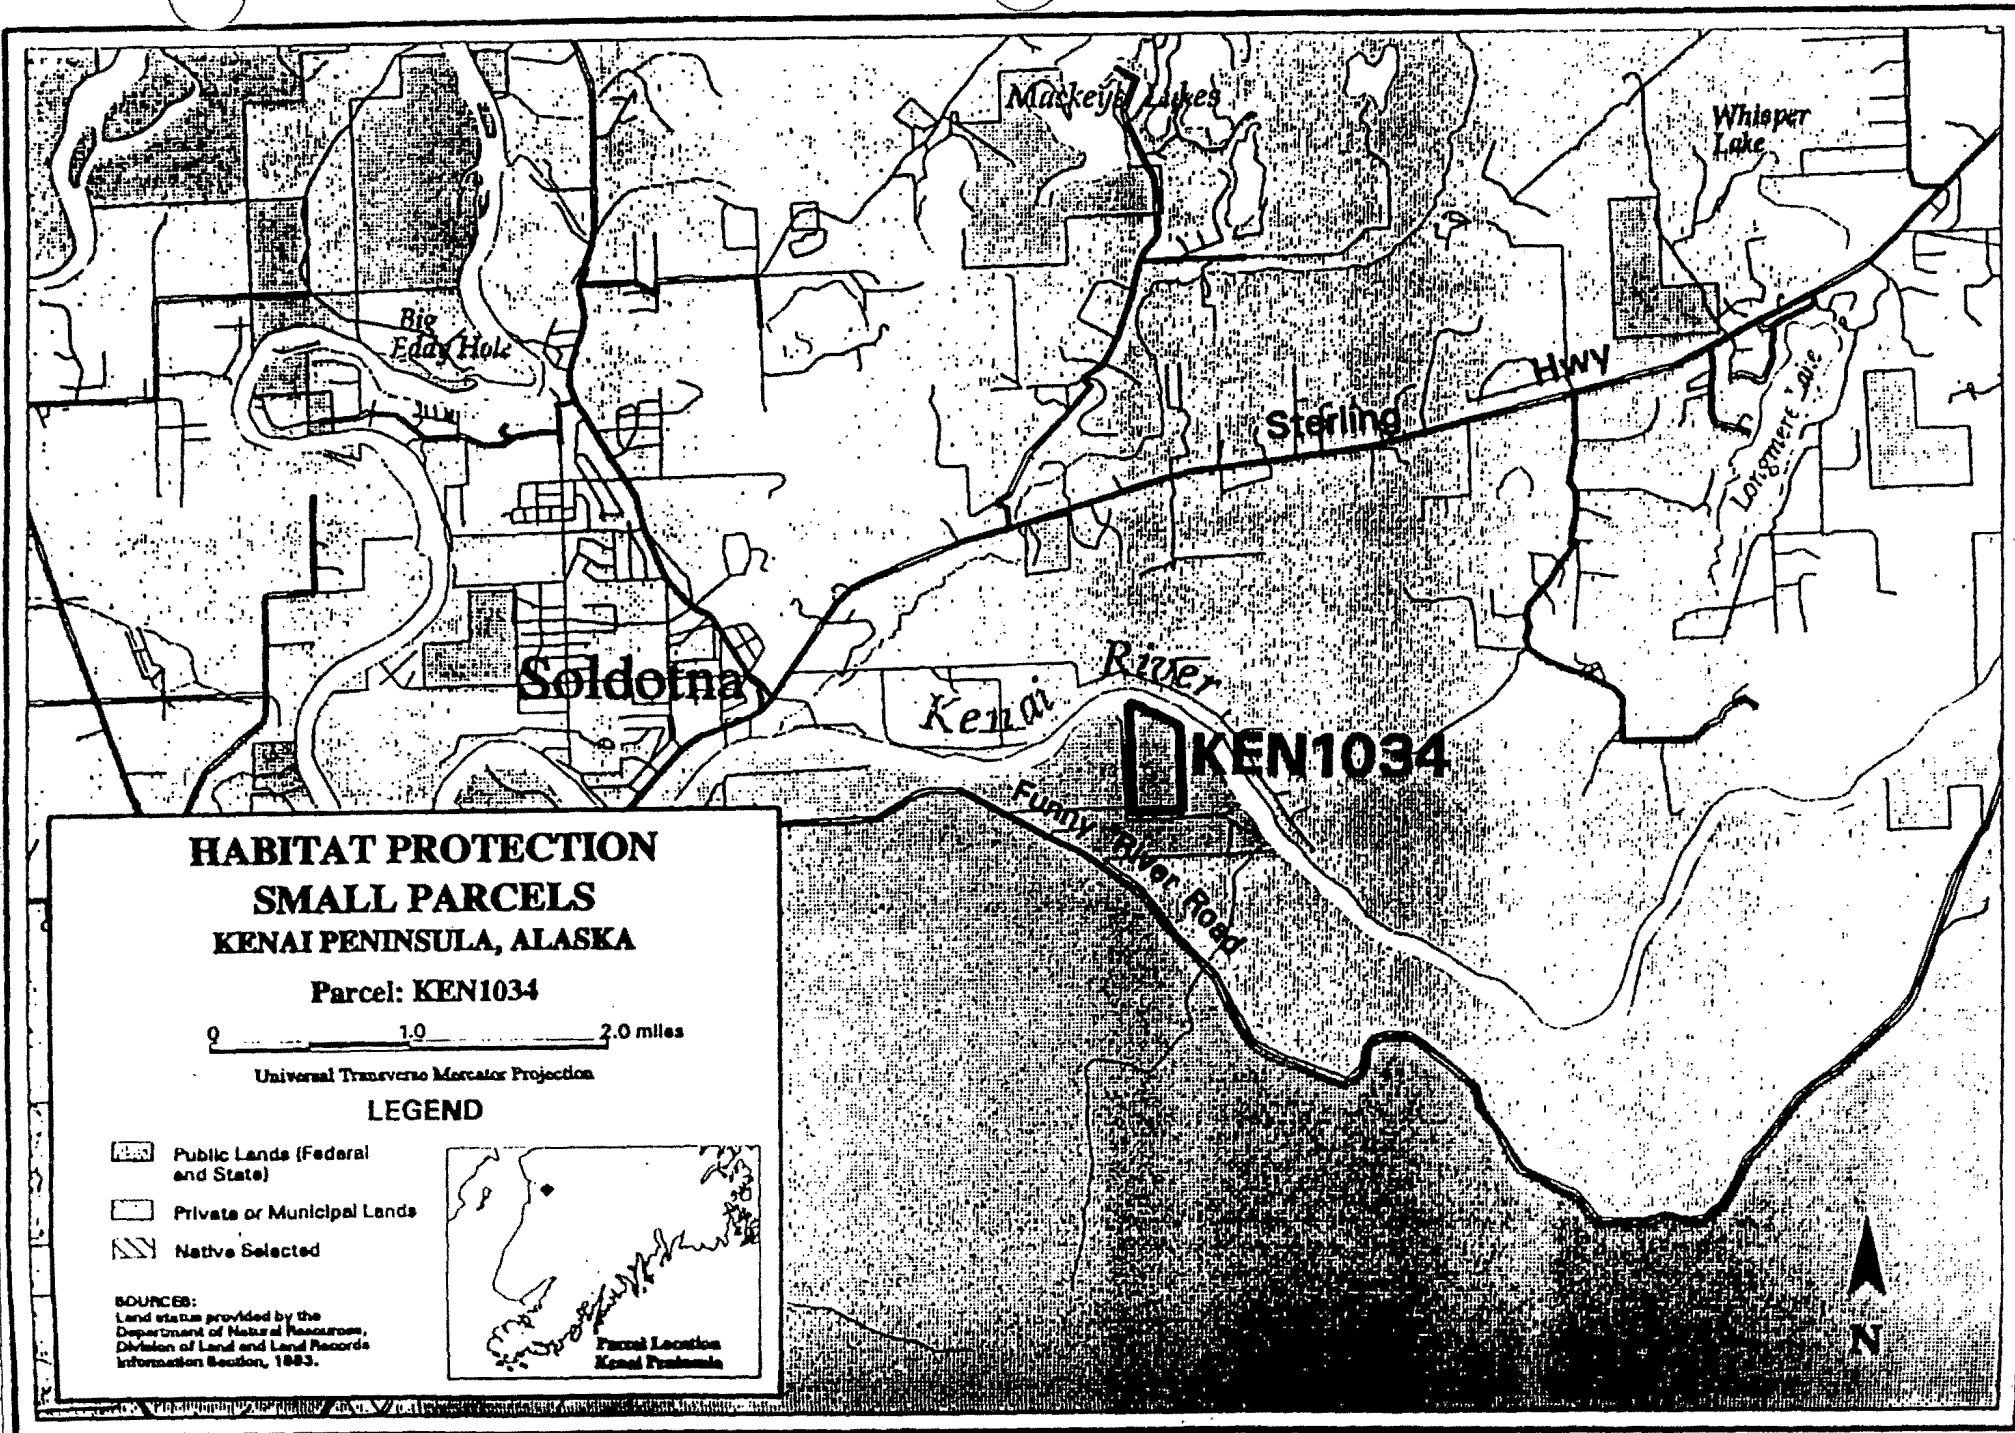 Mackeys Lakes
Whisper
Lake
Big
Eddy Hole
Hwy
Sterling
Longmere Lake
Soldotna
Kenai River
KEN1034
Funny River Road
HABITAT PROTECTION
SMALL PARCELS
KENAI PENINSULA, ALASKA
Parcel: KEN1034
0 1.0 2.0 miles
Universal Transverse Mercator Projection
LEGEND
Public Lands (Federal
and State)
Private or Municipal Lands
Native Selected
SOURCES:
Land status provided by the
Department of Natural Resources,
Division of Land and Land Records
Information Section, 1993.
Parcel Location
Kenai Peninsula
N